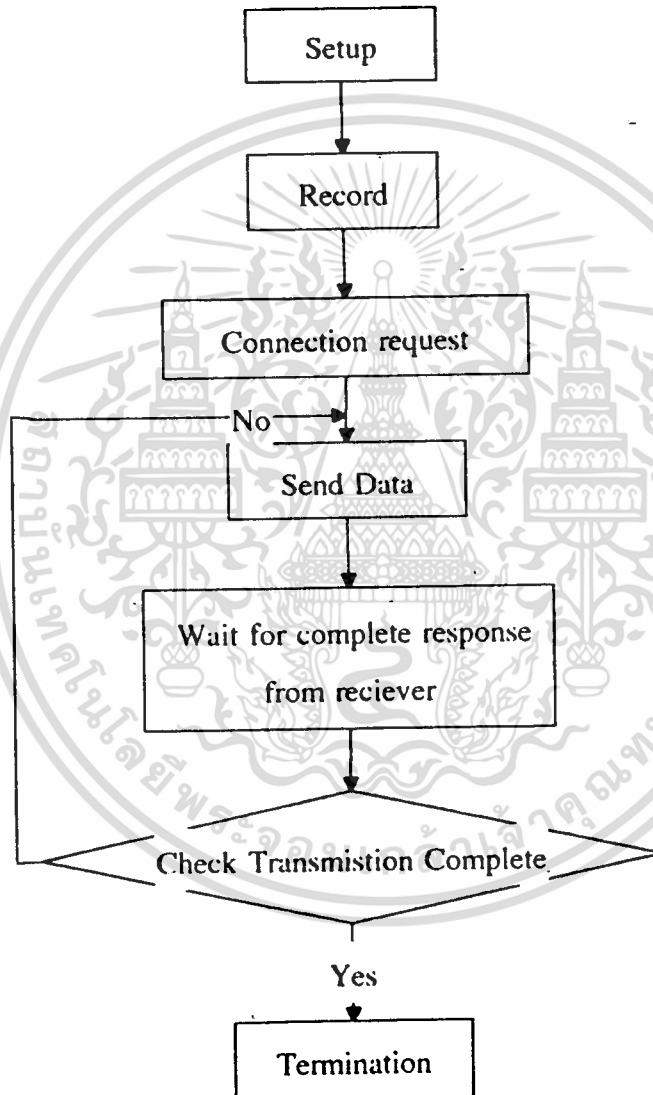 Setup
Record
Connection request
No
Send Data
Wait for complete response
from reciever
Check Transmistion Complete
Yes
Termination